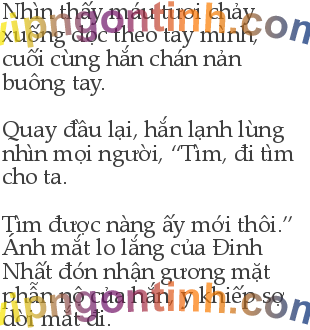 Nhìn thấy máu tươi chảy
xuống dọc theo tay mình,
cuối cùng hắn chán nản
buông tay.
Quay đầu lại, hắn lạnh lùng
nhìn mọi người, “Tìm, đi tìm
cho ta.
Tìm được nàng ấy mới thôi.”
Ánh mắt lo lắng của Đinh
Nhất đón nhận gương mặt
phẫn nộ của hắn, y khiếp sợ
dời mắt đi.
vipngontinh.com
vipngontinh.com